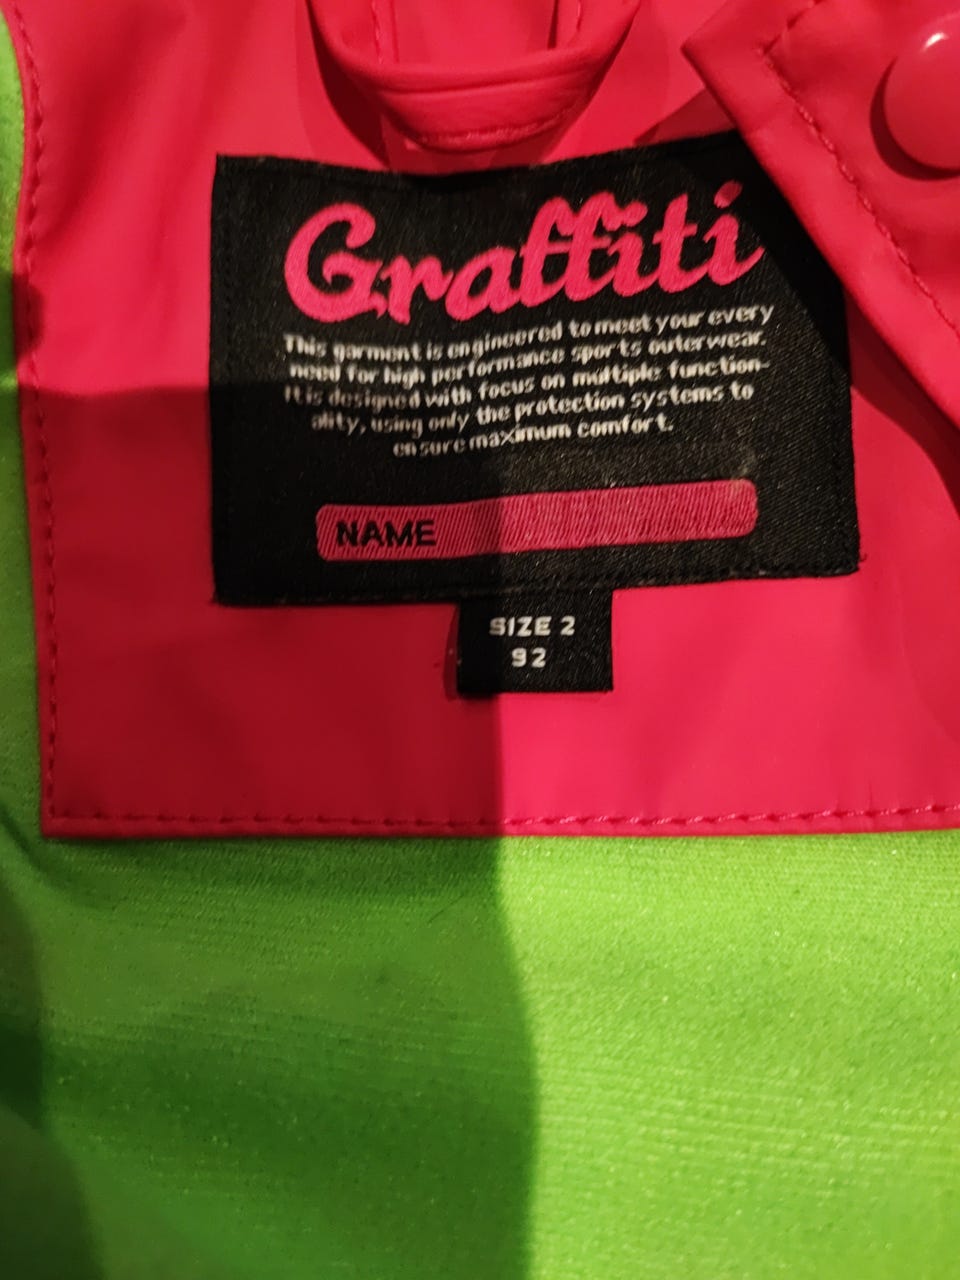 Graffiti
This garment is engineered to meet your every
need for high performance sports outerwear.
It is designed with focus on multiple function-
ality, using only the protection systems to
ensure maximum comfort.
NAME
SIZE 2
92